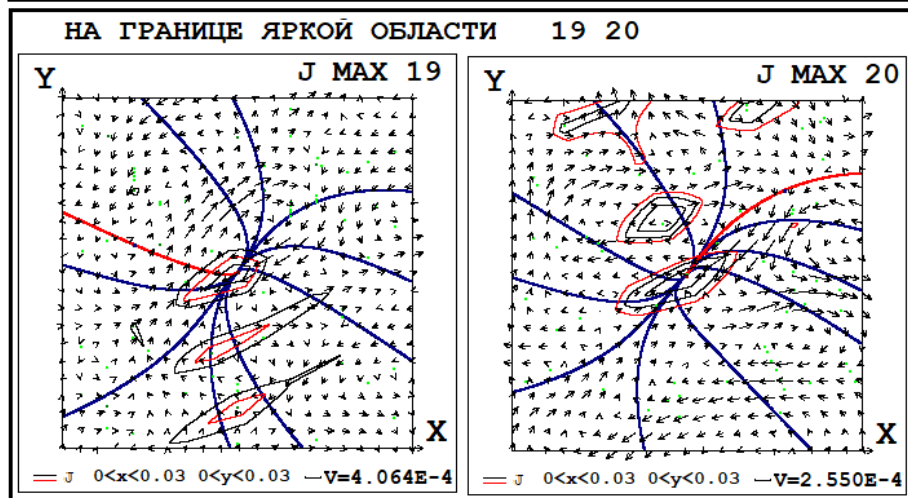 НА ГРАНИЦЕ ЯРКОЙ ОБЛАСТИ 19 20
Y J MAX 19
X
J 0<x<0.03 0<y<0.03 V=4.064E-4
Y J MAX 20
X
J 0<x<0.03 0<y<0.03 V=2.550E-4